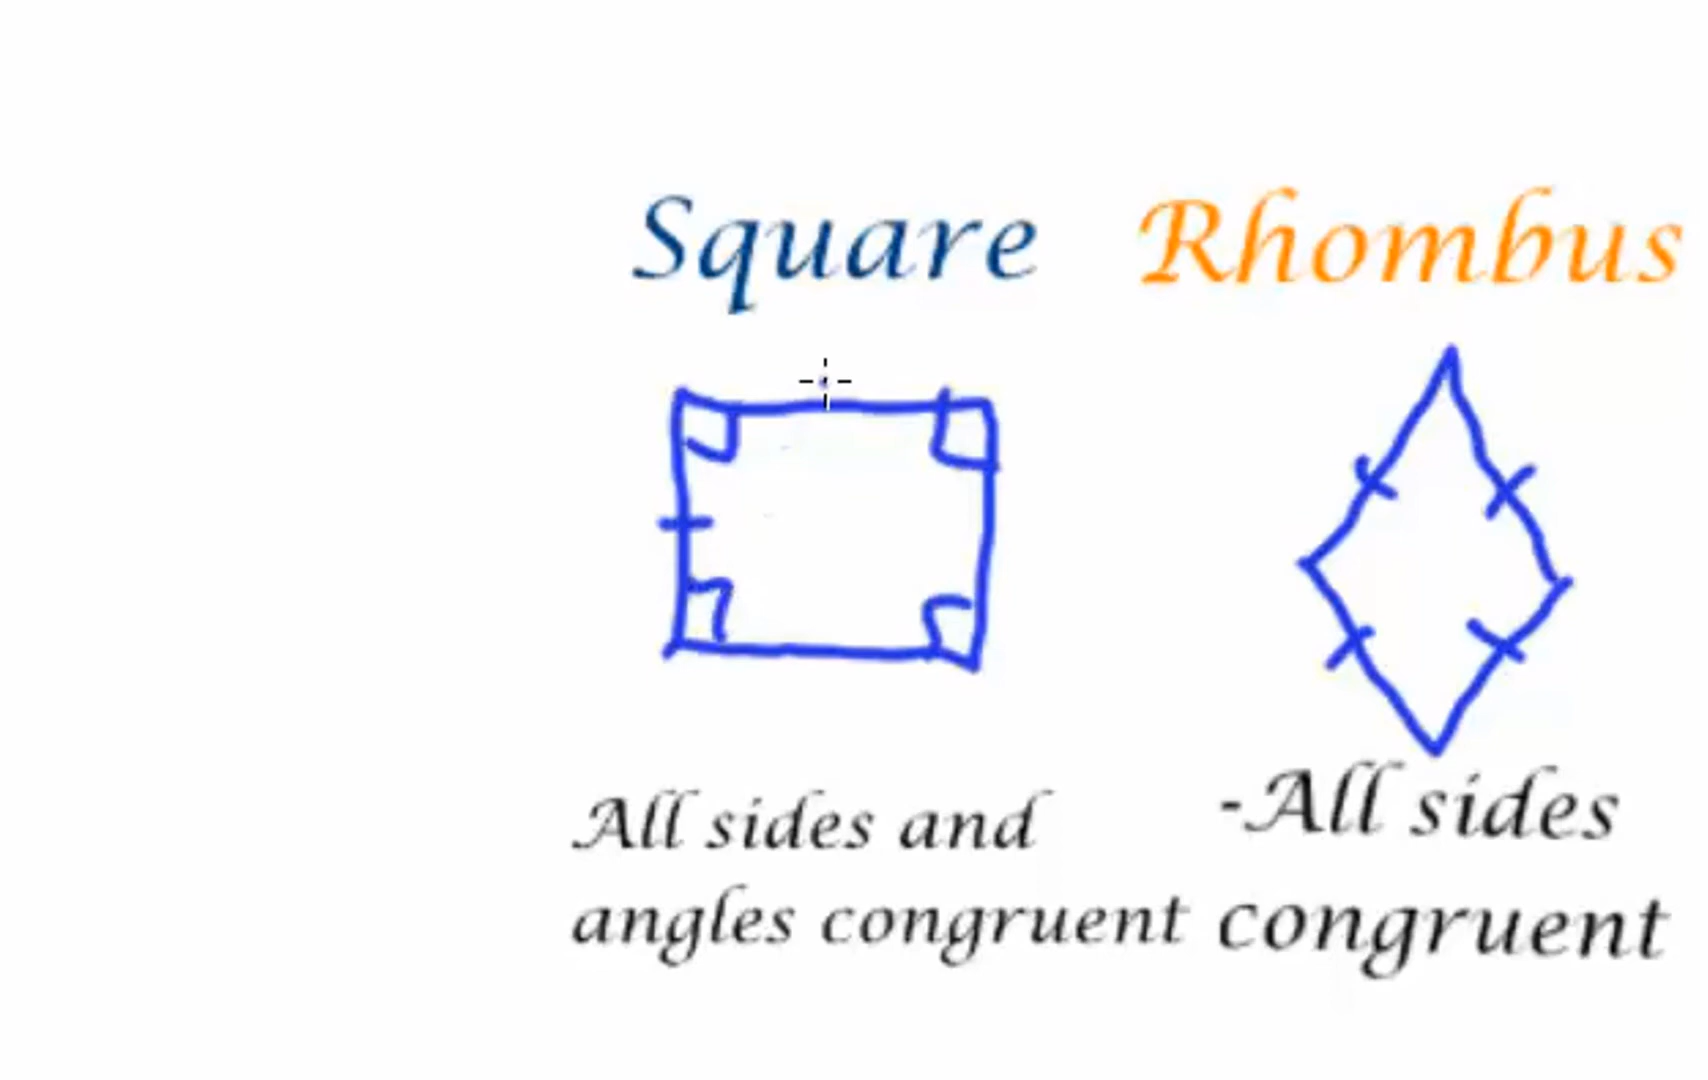 Square
Rhombus
All sides and
angles congruent
-All sides
congruent